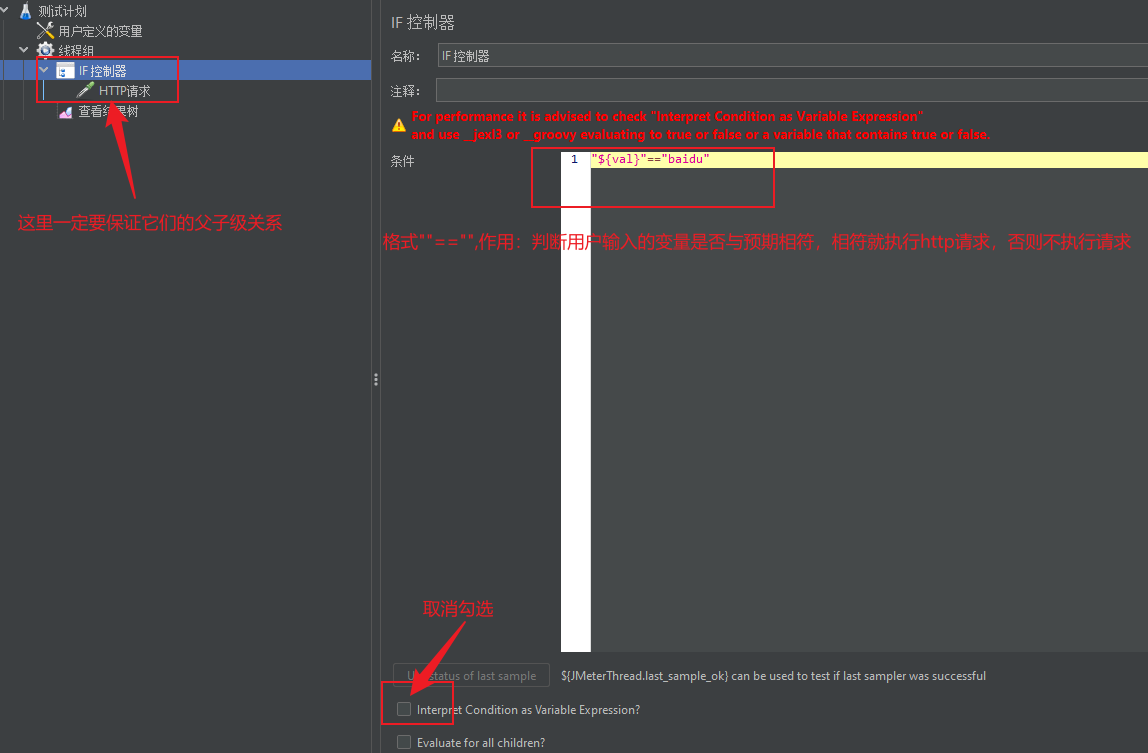 测试计划
用户定义的变量
线程组
IF 控制器
HTTP请求
查看结果树
这里一定要保证它们的父子级关系
IF 控制器
名称: IF 控制器
注释:
For performance it is advised to check "Interpret Condition as Variable Expression"
and use __jexl3 or __groovy evaluating to true or false or a variable that contains true or false.
条件
1 "${val}"=="baidu"
格式""=="",作用：判断用户输入的变量是否与预期相符，相符就执行http请求，否则不执行请求
取消勾选
Use status of last sample ${JMeterThread.last_sample_ok} can be used to test if last sampler was successful
Interpret Condition as Variable Expression?
Evaluate for all children?